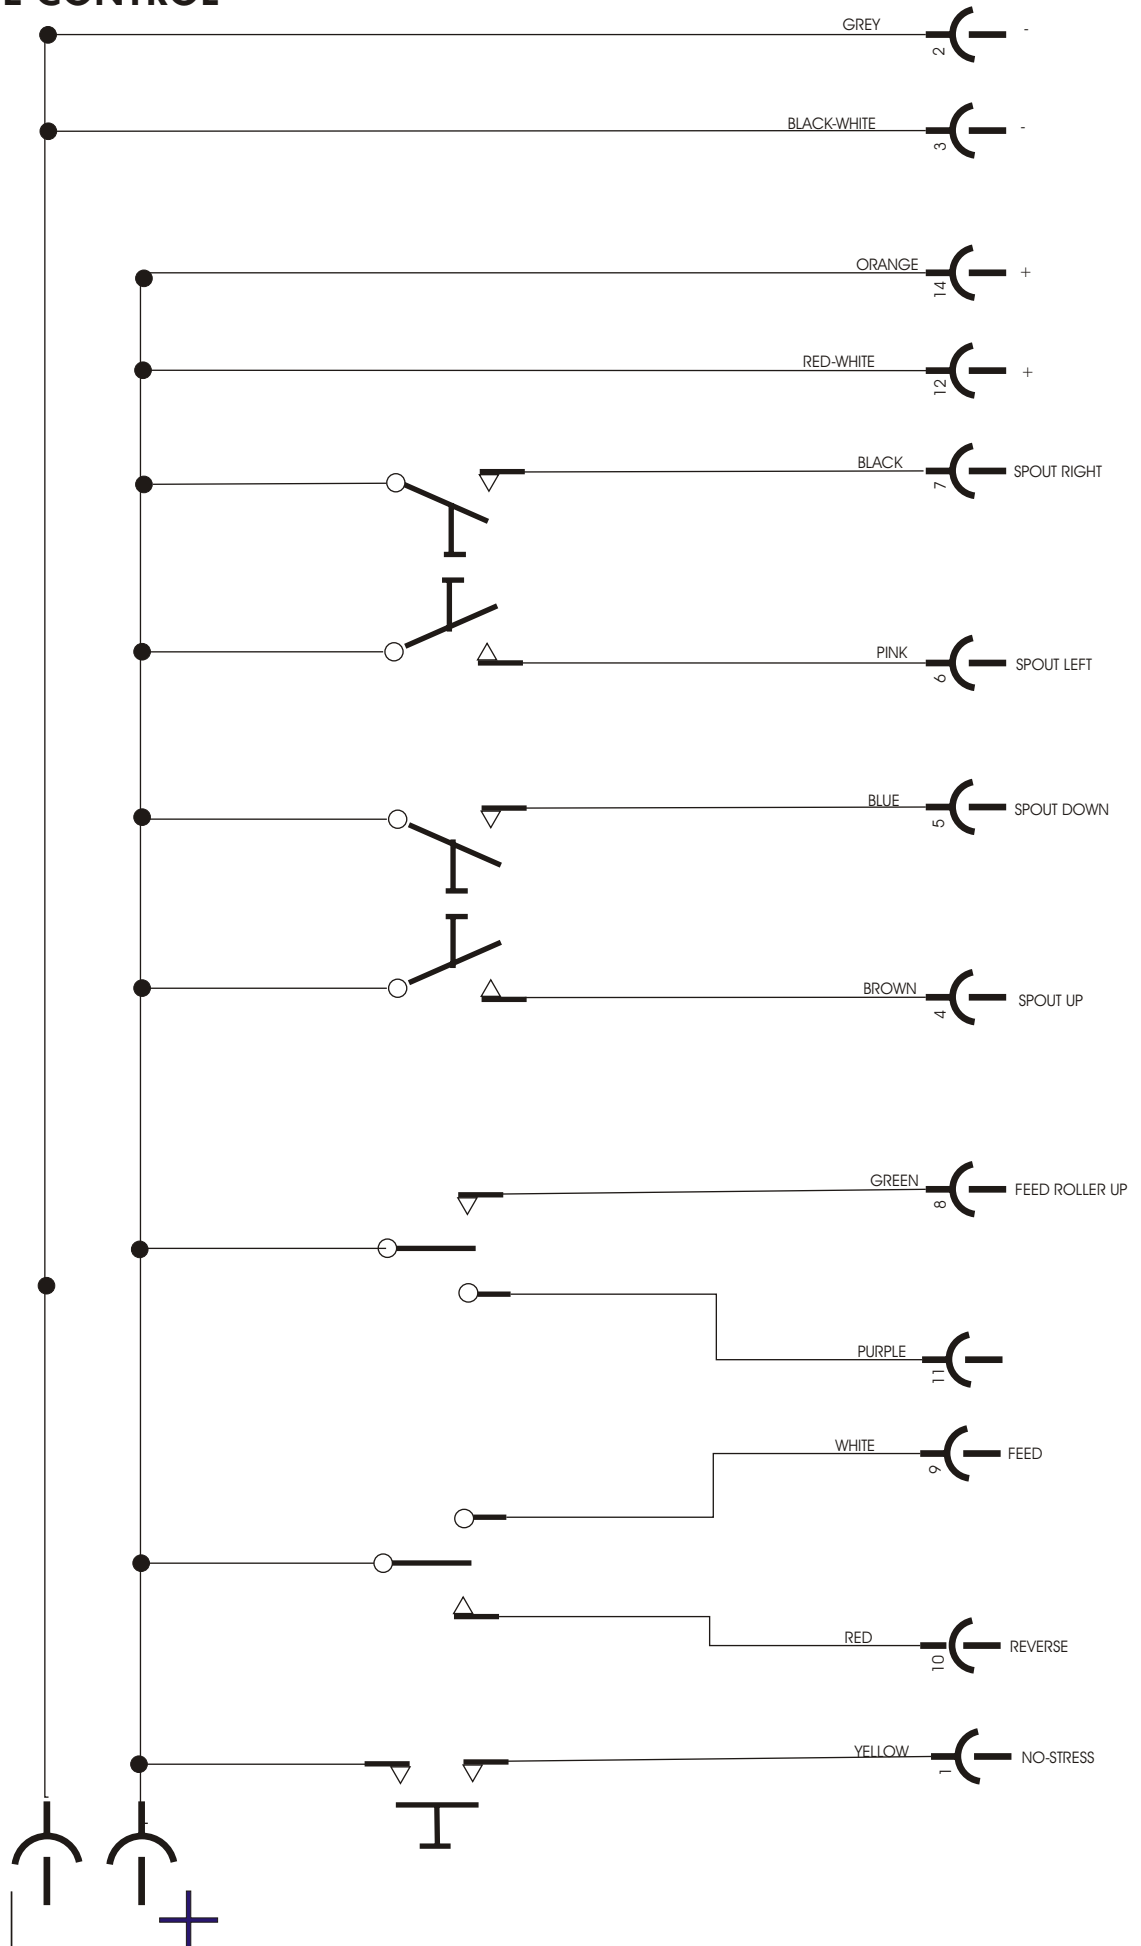 CONTROL
GREY
2
-
BLACK-WHITE
3
-
ORANGE
14
+
RED-WHITE
12
+
BLACK
7
SPOUT RIGHT
PINK
6
SPOUT LEFT
BLUE
5
SPOUT DOWN
BROWN
4
SPOUT UP
GREEN
8
FEED ROLLER UP
PURPLE
11
WHITE
9
FEED
RED
10
REVERSE
YELLOW
1
NO-STRESS